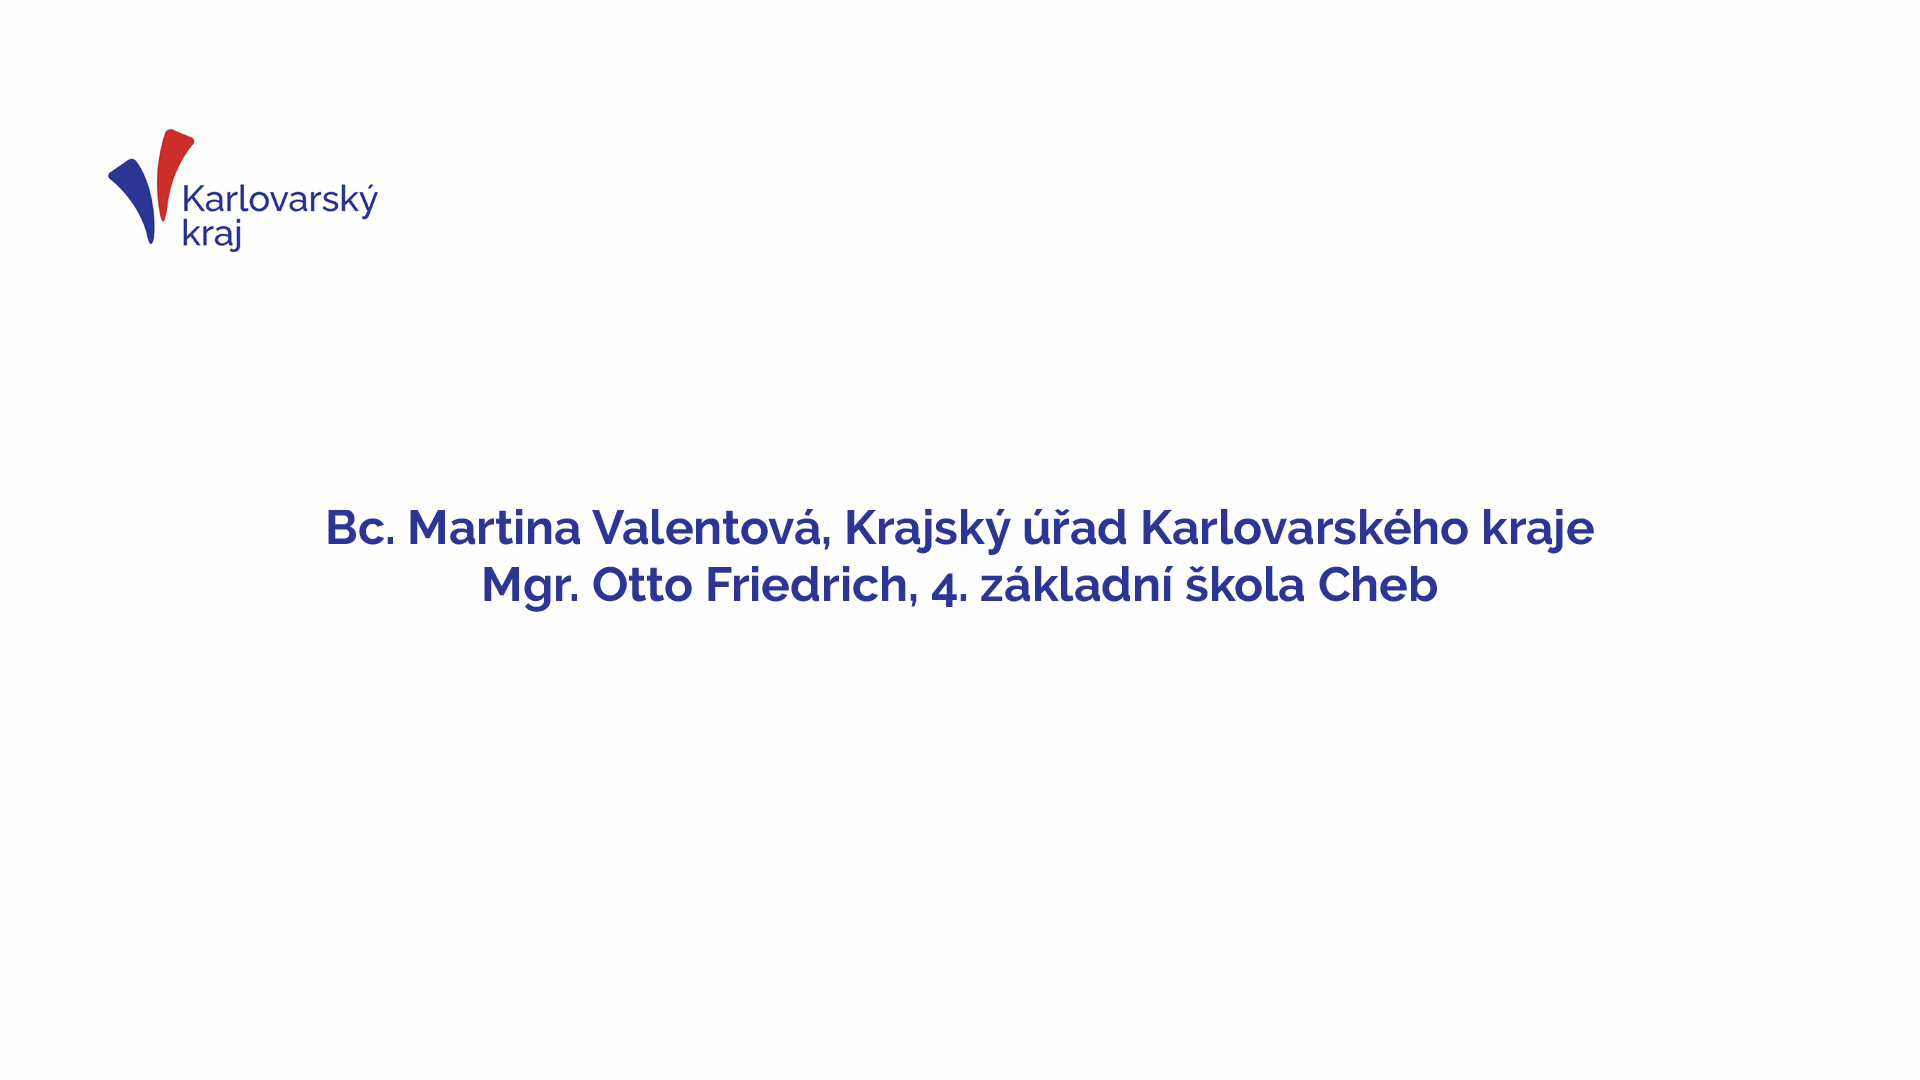 Karlovarský
kraj
Bc. Martina Valentová, Krajský úřad Karlovarského kraje
Mgr. Otto Friedrich, 4. základní škola Cheb